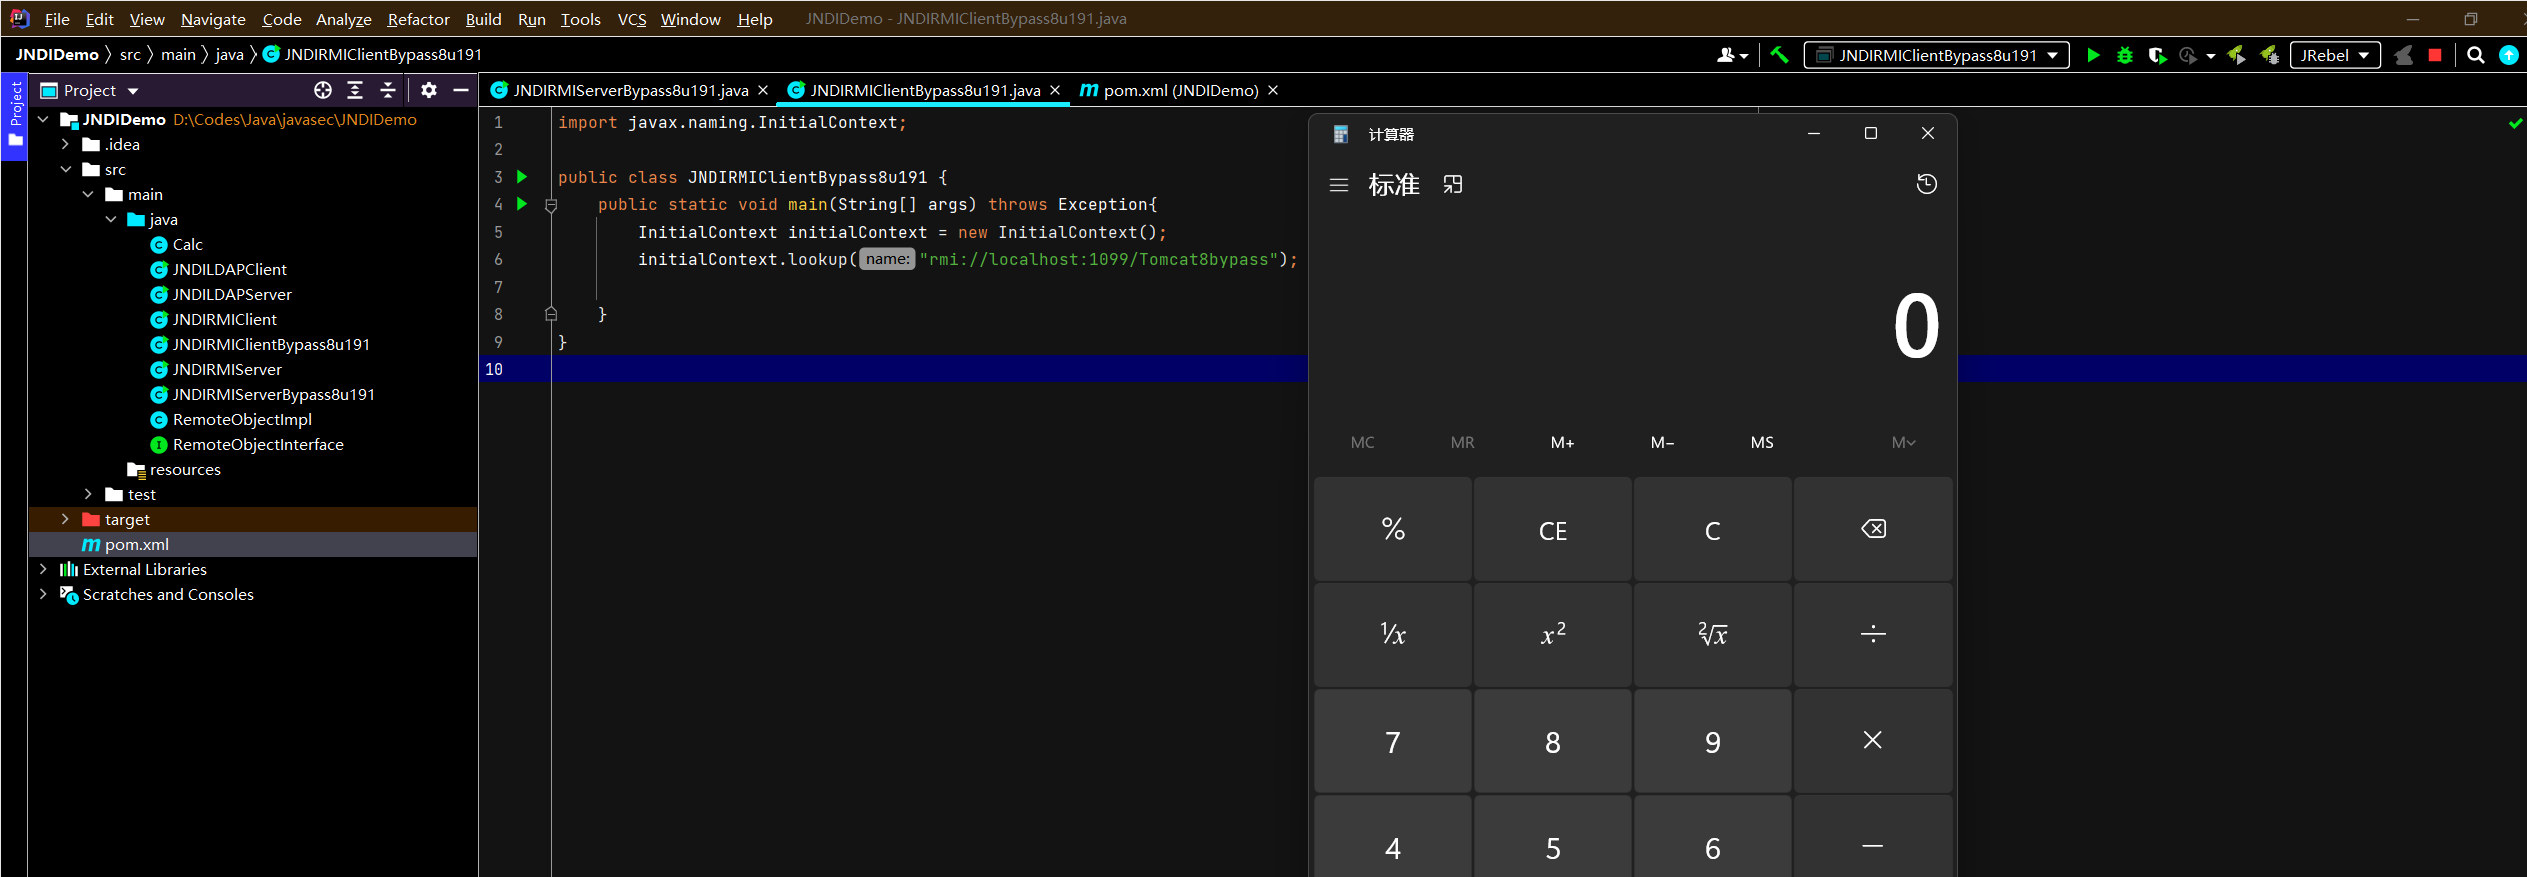 File Edit View Navigate Code Analyze Refactor Build Run Tools VCS Window Help JNDIDemo - JNDIRMIClientBypass8u191.java
JNDIDemo src main java JNDIRMIClientBypass8u191 JNDIRMIClientBypass8u191 JRebel
Project
Project
JNDIRMIServerBypass8u191.java JNDIRMIClientBypass8u191.java pom.xml (JNDIDemo)
JNDIDemo D:\Codes\Java\javasec\JNDIDemo
.idea
src
main
java
Calc
JNDILDAPClient
JNDILDAPServer
JNDIRMIClient
JNDIRMIClientBypass8u191
JNDIRMIServer
JNDIRMIServerBypass8u191
RemoteObjectImpl
RemoteObjectInterface
resources
test
target
pom.xml
External Libraries
Scratches and Consoles
1 import javax.naming.InitialContext;
2
3 public class JNDIRMIClientBypass8u191 {
4 public static void main(String[] args) throws Exception{
5 InitialContext initialContext = new InitialContext();
6 initialContext.lookup( name: "rmi://localhost:1099/Tomcat8bypass");
7
8 }
9 }
10
计算器
标准
0
MC MR M+ M− MS M
% CE C
¹/x x² ²√x ÷
7 8 9 ×
4 5 6 −